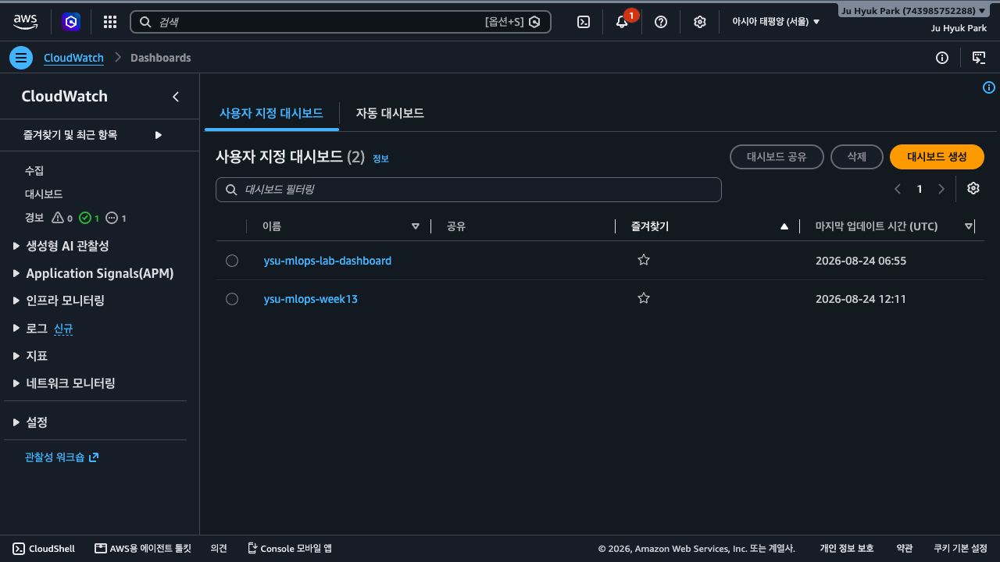 aws
검색
[옵션+S]
1
아시아 태평양 (서울)
Ju Hyuk Park (743985752288)
Ju Hyuk Park
CloudWatch
Dashboards
CloudWatch
즐겨찾기 및 최근 항목
수집
대시보드
경보 0 1 1
생성형 AI 관찰성
Application Signals(APM)
인프라 모니터링
로그 신규
지표
네트워크 모니터링
설정
관찰성 워크숍
사용자 지정 대시보드
자동 대시보드
사용자 지정 대시보드 (2) 정보
대시보드 공유
삭제
대시보드 생성
대시보드 필터링
1
이름 공유 즐겨찾기 마지막 업데이트 시간 (UTC)
ysu-mlops-lab-dashboard 2026-08-24 06:55
ysu-mlops-week13 2026-08-24 12:11
CloudShell
AWS용 에이전트 툴킷
의견
Console 모바일 앱
© 2026, Amazon Web Services, Inc. 또는 계열사.
개인 정보 보호
약관
쿠키 기본 설정